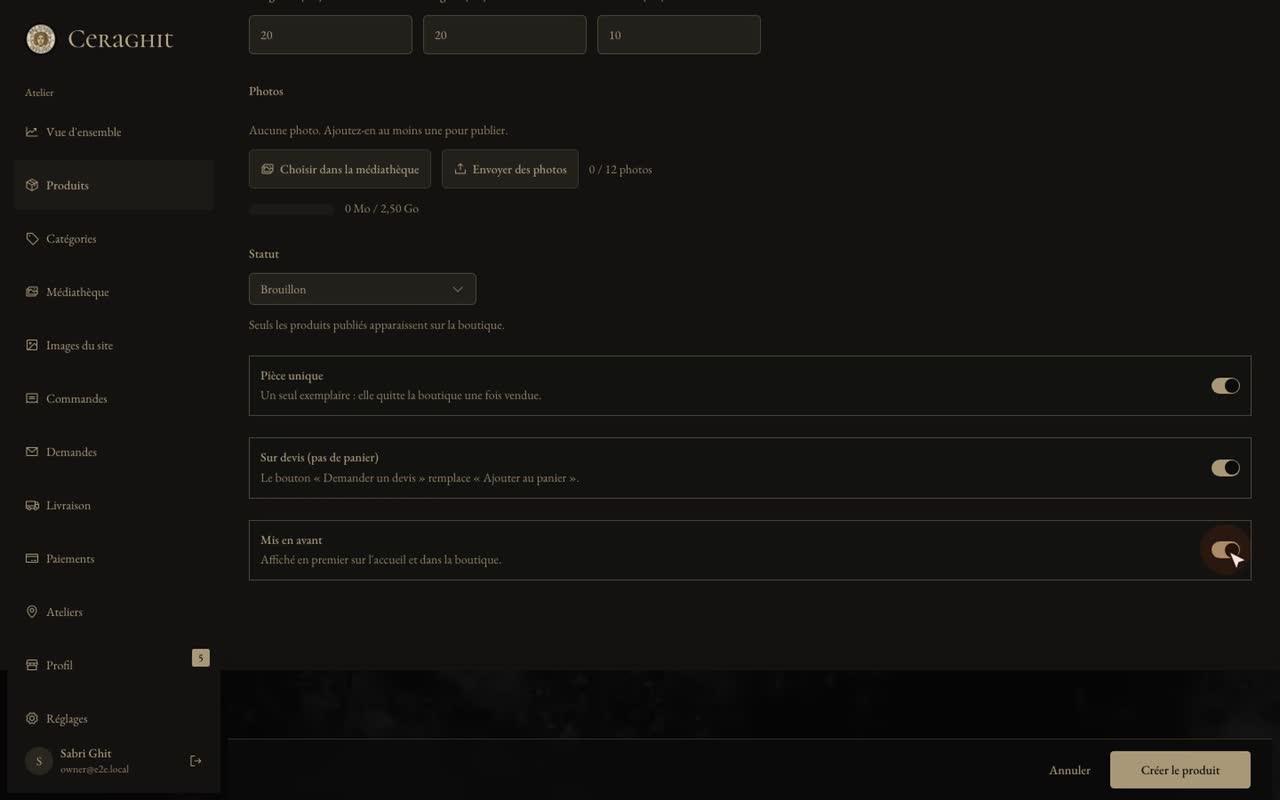 Ceraghit
Atelier
Vue d'ensemble
Produits
Catégories
Médiathèque
Images du site
Commandes
Demandes
Livraison
Paiements
Ateliers
Profil
5
Réglages
S
Sabri Ghit
owner@e2e.local
20
20
10
Photos
Aucune photo. Ajoutez-en au moins une pour publier.
Choisir dans la médiathèque
Envoyer des photos
0 / 12 photos
0 Mo / 2,50 Go
Statut
Brouillon
Seuls les produits publiés apparaissent sur la boutique.
Pièce unique
Un seul exemplaire : elle quitte la boutique une fois vendue.
Sur devis (pas de panier)
Le bouton « Demander un devis » remplace « Ajouter au panier ».
Mis en avant
Affiché en premier sur l'accueil et dans la boutique.
Annuler
Créer le produit